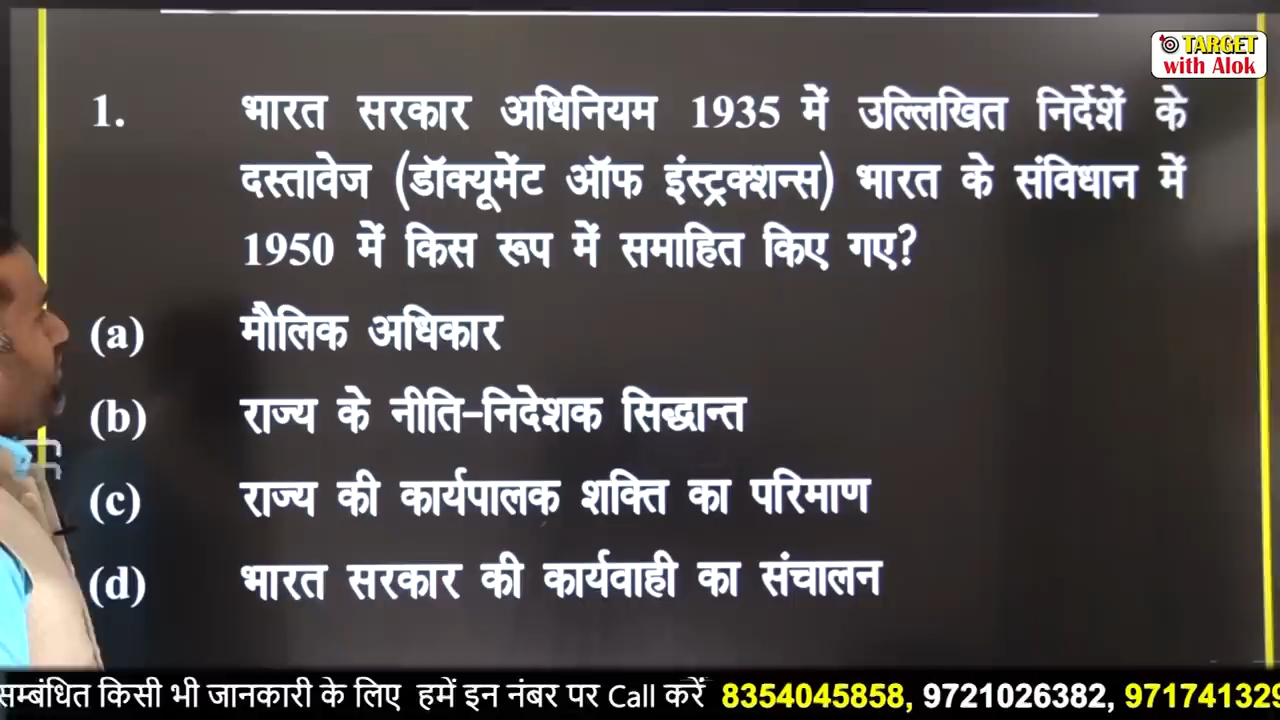 TARGET
with Alok
1. भारत सरकार अधिनियम 1935 में उल्लिखित निर्देशें के
दस्तावेज (डॉक्यूमेंट ऑफ इंस्ट्रक्शन्स) भारत के संविधान में
1950 में किस रूप में समाहित किए गए?
(a) मौलिक अधिकार
(b) राज्य के नीति-निदेशक सिद्धान्त
(c) राज्य की कार्यपालक शक्ति का परिमाण
(d) भारत सरकार की कार्यवाही का संचालन
सम्बंधित किसी भी जानकारी के लिए हमें इन नंबर पर Call करें 8354045858, 9721026382, 971741329